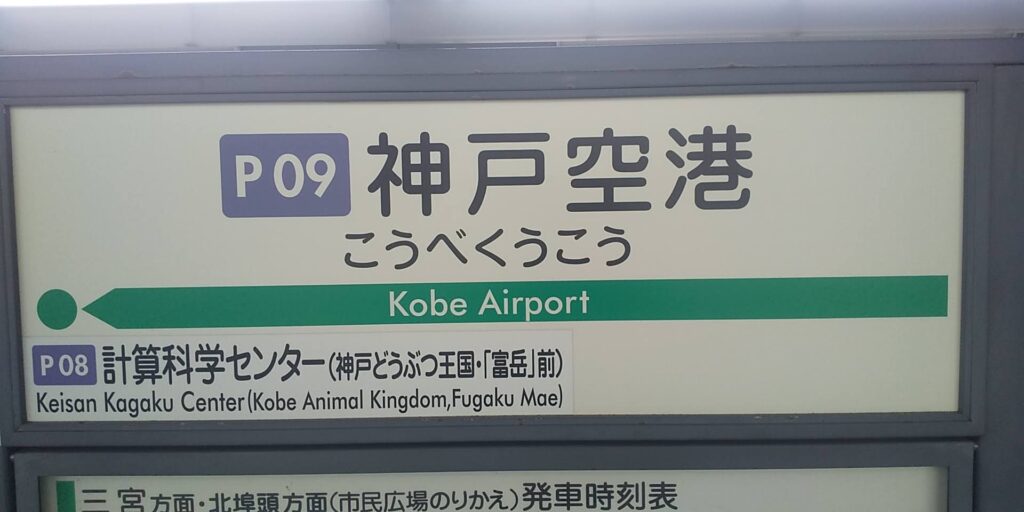 P 09 神戸空港
こうべくうこう
Kobe Airport
P 08 計算科学センター(神戸どうぶつ王国・「富岳」前)
Keisan Kagaku Center(Kobe Animal Kingdom,Fugaku Mae)
三宮方面・北埠頭方面(市民広場のりかえ)発車時刻表